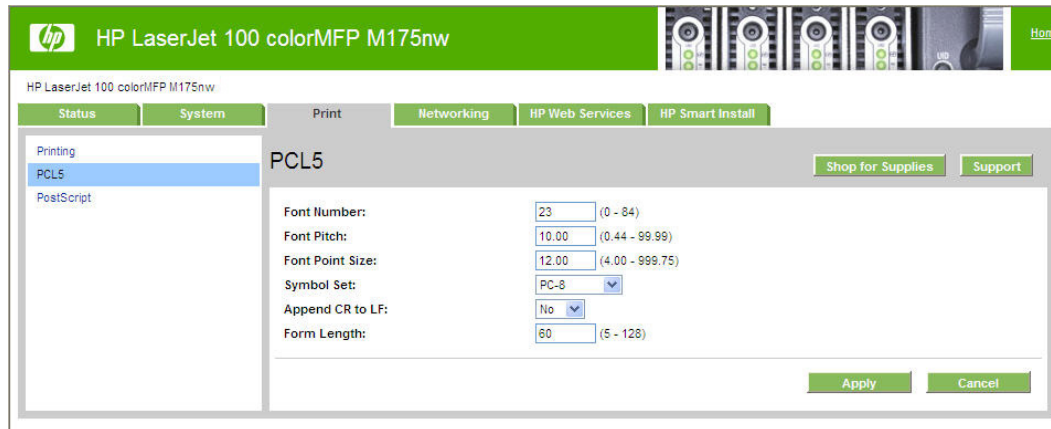 hp HP LaserJet 100 colorMFP M175nw
HP LaserJet 100 colorMFP M175nw
Status System Print Networking HP Web Services HP Smart Install
Printing
PCL5
PostScript
PCL5
Shop for Supplies Support
Font Number: 23 (0 - 84)
Font Pitch: 10.00 (0.44 - 99.99)
Font Point Size: 12.00 (4.00 - 999.75)
Symbol Set: PC-8
Append CR to LF: No
Form Length: 60 (5 - 128)
Apply Cancel